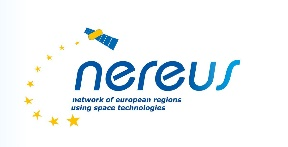 nereus
network of european regions
using space technologies